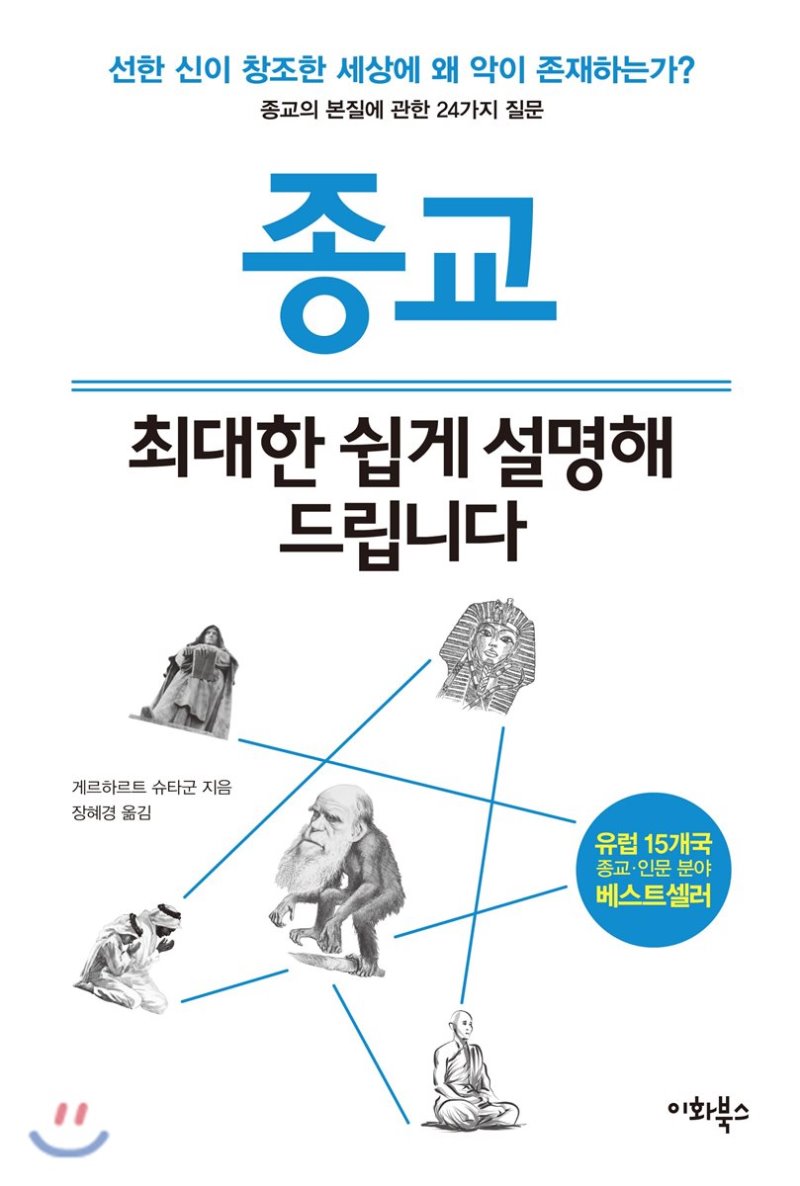 선한 신이 창조한 세상에 왜 악이 존재하는가?
종교의 본질에 관한 24가지 질문
종교
최대한 쉽게 설명해
드립니다
게르하르트 슈타군 지음
장혜경 옮김
유럽 15개국
종교·인문 분야
베스트셀러
이화북스